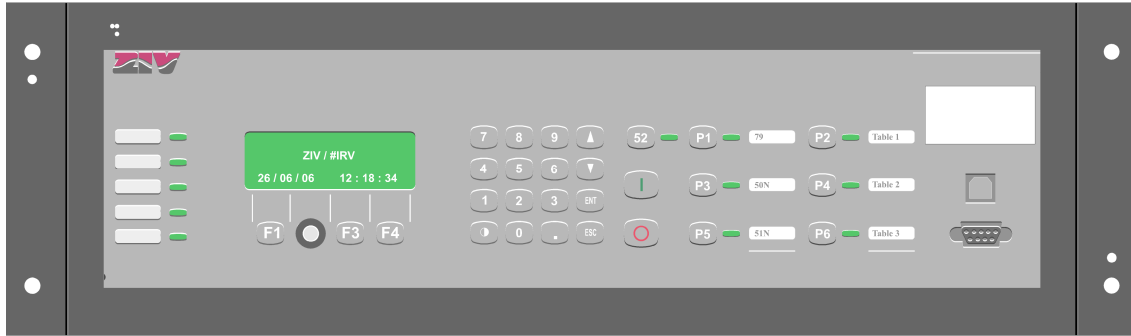 ZIV
ZIV / #IRV
26 / 06 / 06 12 : 18 : 34
F1 F3 F4
7 8 9
4 5 6
1 2 3 ENT
0 . ESC
52 P1 79 P2 Table 1
P3 50N P4 Table 2
P5 51N P6 Table 3